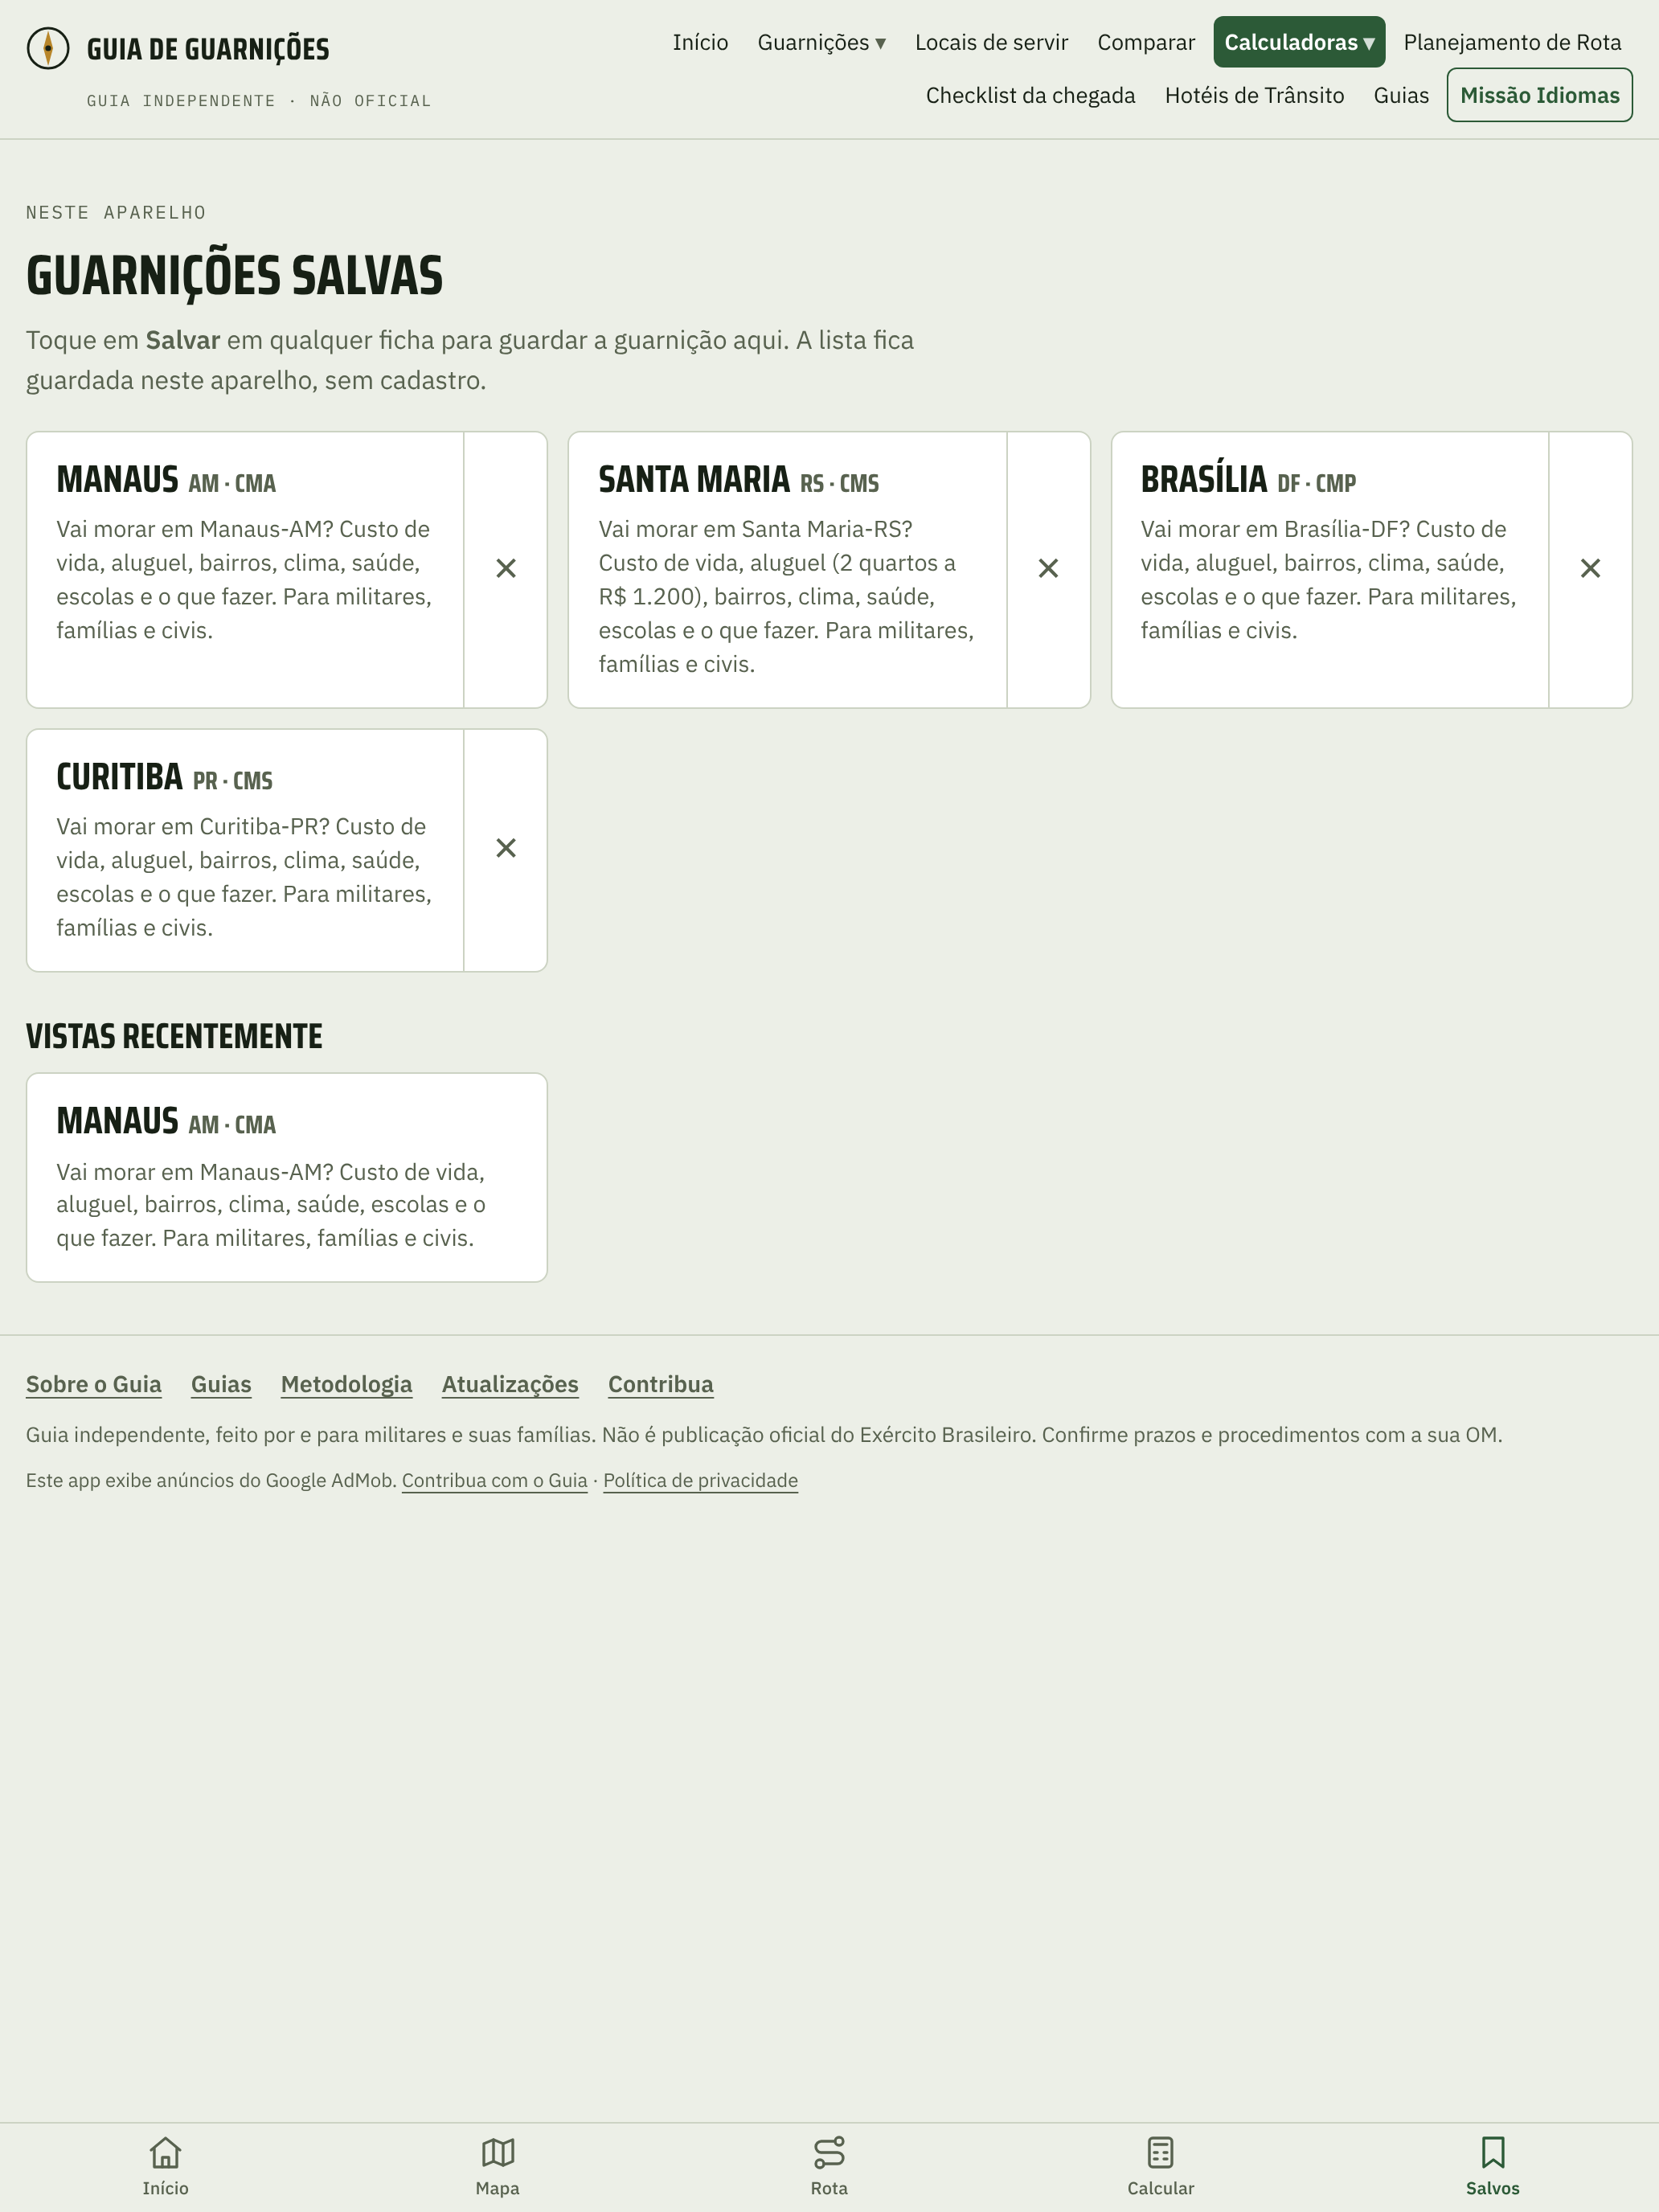 GUIA DE GUARNIÇÕES
GUIA INDEPENDENTE · NÃO OFICIAL
Início Guarnições ▾ Locais de servir Comparar Calculadoras ▾ Planejamento de Rota
Checklist da chegada Hotéis de Trânsito Guias Missão Idiomas
NESTE APARELHO
GUARNIÇÕES SALVAS
Toque em Salvar em qualquer ficha para guardar a guarnição aqui. A lista fica
guardada neste aparelho, sem cadastro.
MANAUS AM · CMA
Vai morar em Manaus-AM? Custo de
vida, aluguel, bairros, clima, saúde,
escolas e o que fazer. Para militares,
famílias e civis.
✕
SANTA MARIA RS · CMS
Vai morar em Santa Maria-RS?
Custo de vida, aluguel (2 quartos a
R$ 1.200), bairros, clima, saúde,
escolas e o que fazer. Para militares,
famílias e civis.
✕
BRASÍLIA DF · CMP
Vai morar em Brasília-DF? Custo de
vida, aluguel, bairros, clima, saúde,
escolas e o que fazer. Para militares,
famílias e civis.
✕
CURITIBA PR · CMS
Vai morar em Curitiba-PR? Custo de
vida, aluguel, bairros, clima, saúde,
escolas e o que fazer. Para militares,
famílias e civis.
✕
VISTAS RECENTEMENTE
MANAUS AM · CMA
Vai morar em Manaus-AM? Custo de vida,
aluguel, bairros, clima, saúde, escolas e o
que fazer. Para militares, famílias e civis.
Sobre o Guia Guias Metodologia Atualizações Contribua
Guia independente, feito por e para militares e suas famílias. Não é publicação oficial do Exército Brasileiro. Confirme prazos e procedimentos com a sua OM.
Este app exibe anúncios do Google AdMob. Contribua com o Guia · Política de privacidade
Início Mapa Rota Calcular Salvos